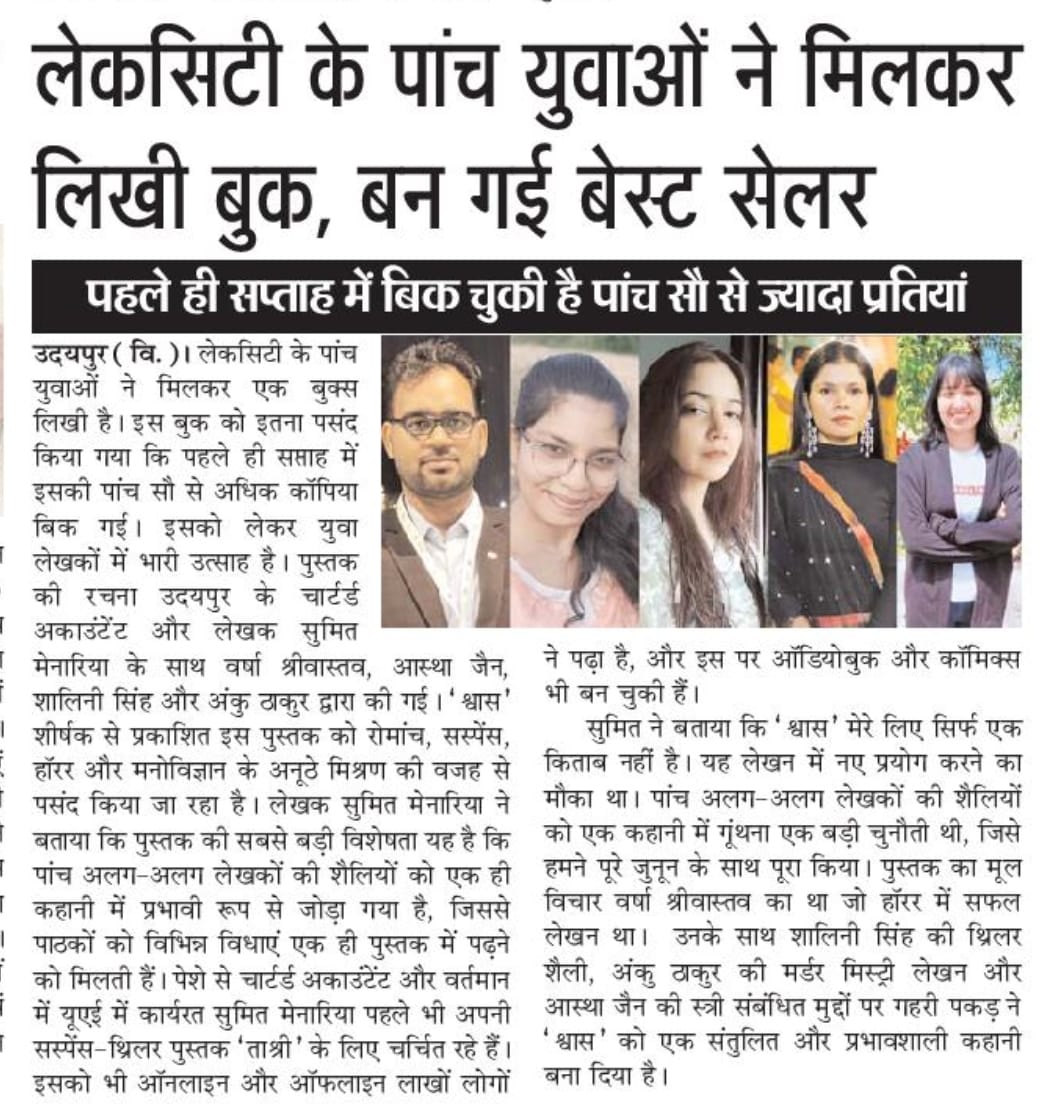 लेकसिटी के पांच युवाओं ने मिलकर
लिखी बुक, बन गई बेस्ट सेलर
पहले ही सप्ताह में बिक चुकी है पांच सौ से ज्यादा प्रतियां
उदयपुर ( वि. )। लेकसिटी के पांच
युवाओं ने मिलकर एक बुक्स
लिखी है। इस बुक को इतना पसंद
किया गया कि पहले ही सप्ताह में
इसकी पांच सौ से अधिक कॉपिया
बिक गई। इसको लेकर युवा
लेखकों में भारी उत्साह है। पुस्तक
की रचना उदयपुर के चार्टर्ड
अकाउंटेंट और लेखक सुमित
मेनारिया के साथ वर्षा श्रीवास्तव, आस्था जैन,
शालिनी सिंह और अंकु ठाकुर द्वारा की गई। ‘श्वास’
शीर्षक से प्रकाशित इस पुस्तक को रोमांच, सस्पेंस,
हॉरर और मनोविज्ञान के अनूठे मिश्रण की वजह से
पसंद किया जा रहा है। लेखक सुमित मेनारिया ने
बताया कि पुस्तक की सबसे बड़ी विशेषता यह है कि
पांच अलग-अलग लेखकों की शैलियों को एक ही
कहानी में प्रभावी रूप से जोड़ा गया है, जिससे
पाठकों को विभिन्न विधाएं एक ही पुस्तक में पढ़ने
को मिलती हैं। पेशे से चार्टर्ड अकाउंटेंट और वर्तमान
में यूएई में कार्यरत सुमित मेनारिया पहले भी अपनी
सस्पेंस-थ्रिलर पुस्तक ‘ताश्री’ के लिए चर्चित रहे हैं।
इसको भी ऑनलाइन और ऑफलाइन लाखों लोगों
ने पढ़ा है, और इस पर ऑडियोबुक और कॉमिक्स
भी बन चुकी हैं।
सुमित ने बताया कि ‘श्वास’ मेरे लिए सिर्फ एक
किताब नहीं है। यह लेखन में नए प्रयोग करने का
मौका था। पांच अलग-अलग लेखकों की शैलियों
को एक कहानी में गूंथना एक बड़ी चुनौती थी, जिसे
हमने पूरे जुनून के साथ पूरा किया। पुस्तक का मूल
विचार वर्षा श्रीवास्तव का था जो हॉरर में सफल
लेखन था। उनके साथ शालिनी सिंह की थ्रिलर
शैली, अंकु ठाकुर की मर्डर मिस्ट्री लेखन और
आस्था जैन की स्त्री संबंधित मुद्दों पर गहरी पकड़ ने
‘श्वास’ को एक संतुलित और प्रभावशाली कहानी
बना दिया है।